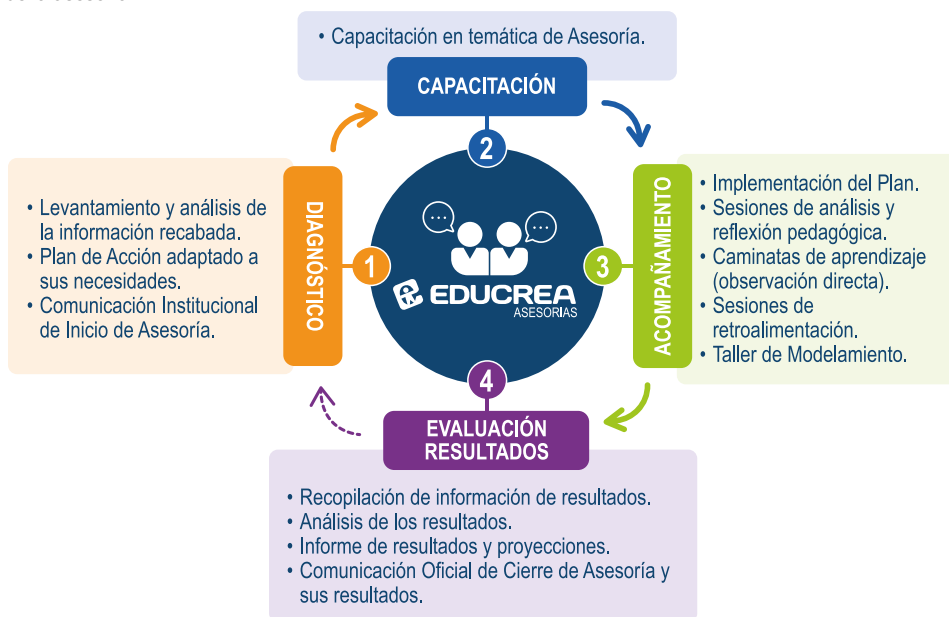 • Capacitación en temática de Asesoría.
CAPACITACIÓN
2
• Levantamiento y análisis de
la información recabada.
• Plan de Acción adaptado a
sus necesidades.
• Comunicación Institucional
de Inicio de Asesoría.
DIAGNÓSTICO
1
EDUCREA
ASESORIAS
3
ACOMPAÑAMIENTO
• Implementación del Plan.
• Sesiones de análisis y
reflexión pedagógica.
• Caminatas de aprendizaje
(observación directa).
• Sesiones de
retroalimentación.
• Taller de Modelamiento.
4
EVALUACIÓN
RESULTADOS
• Recopilación de información de resultados.
• Análisis de los resultados.
• Informe de resultados y proyecciones.
• Comunicación Oficial de Cierre de Asesoría y
sus resultados.